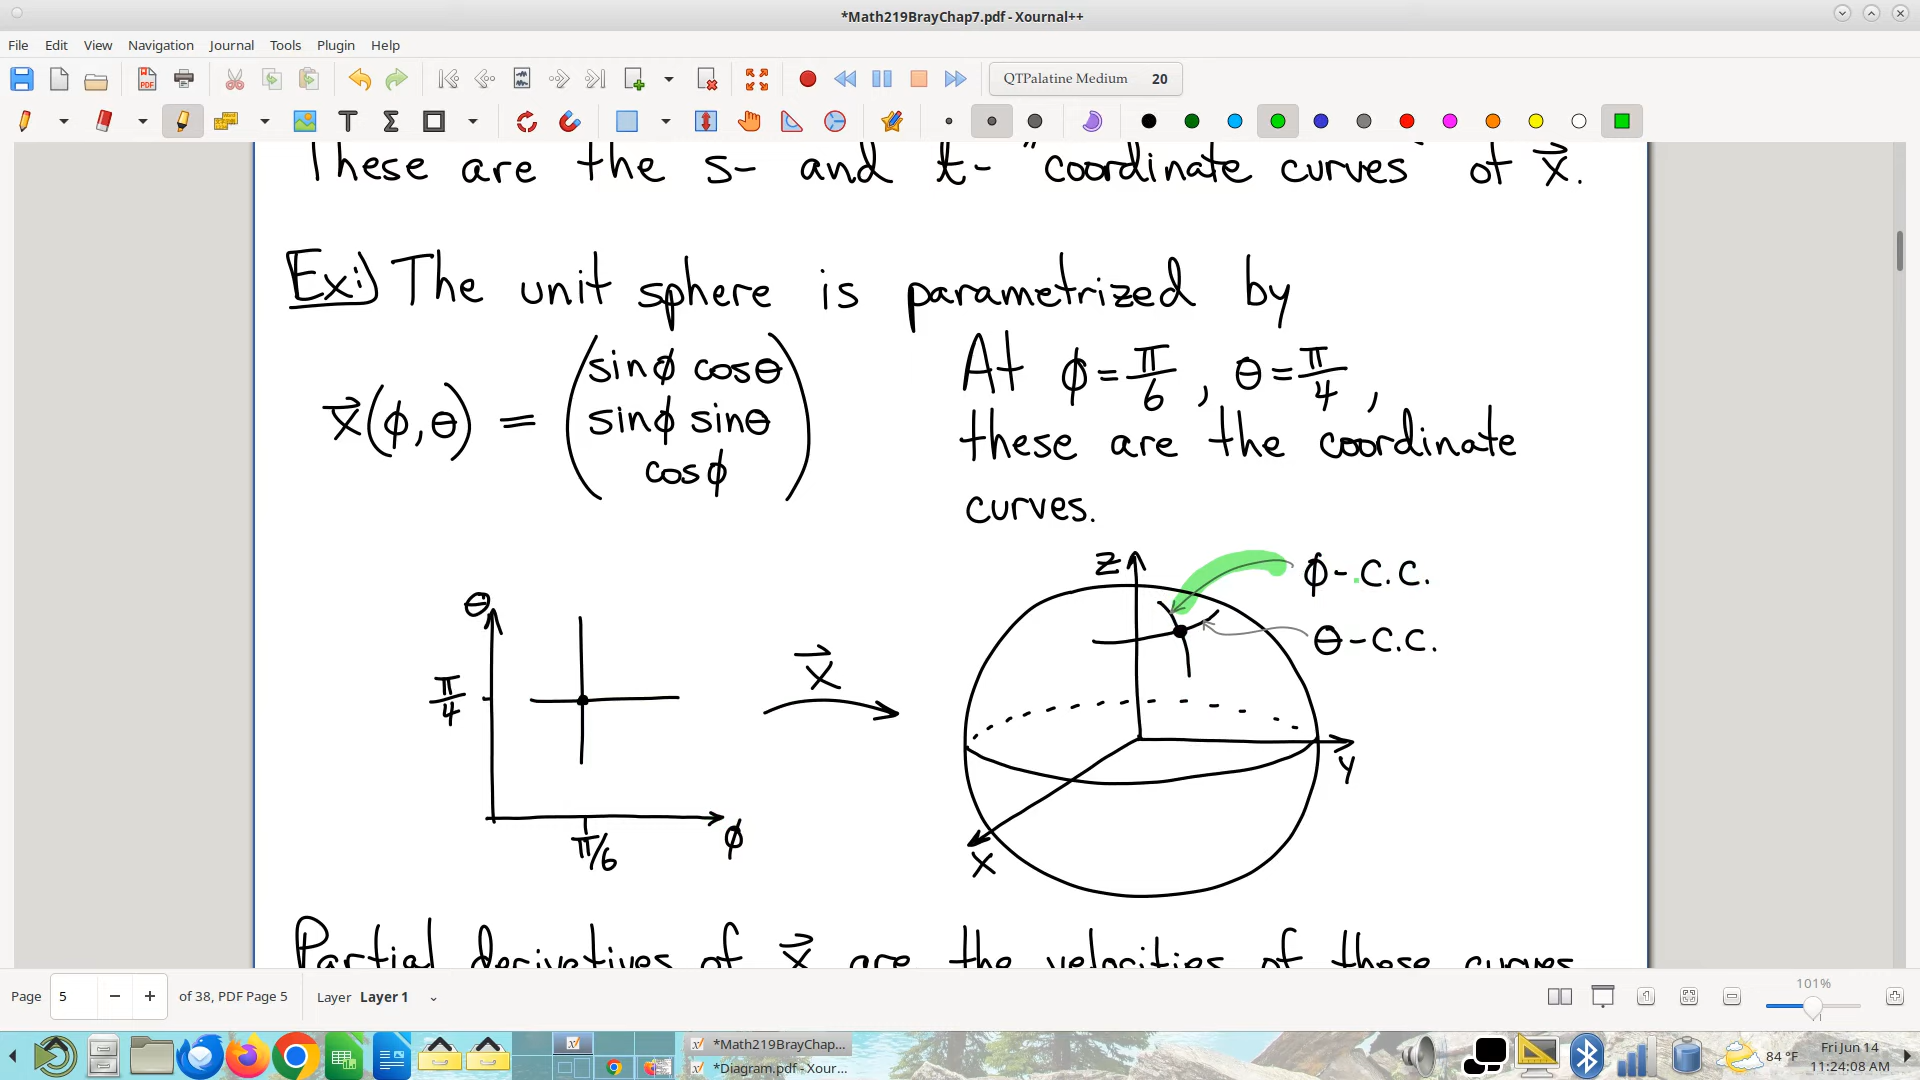 *Math219BrayChap7.pdf - Xournal++
File Edit View Navigation Journal Tools Plugin Help
QTPalatine Medium 20
These are the s- and t- "coordinate curves" of x⃗.
Ex:) The unit sphere is parametrized by
x⃗(ϕ,θ) = (sinϕ cosθ
sinϕ sinθ
cosϕ)
At ϕ = π/6, θ = π/4,
these are the coordinate
curves.
θ
π/4
π/6
ϕ
x⃗
z
ϕ-C.C.
θ-C.C.
y
x
Partial derivatives of x⃗ are the velocities of these curves
Page 5 of 38, PDF Page 5 Layer Layer 1
101%
*Math219BrayChap...
*Diagram.pdf - Xour...
84 °F
Fri Jun 14
11:24:08 AM